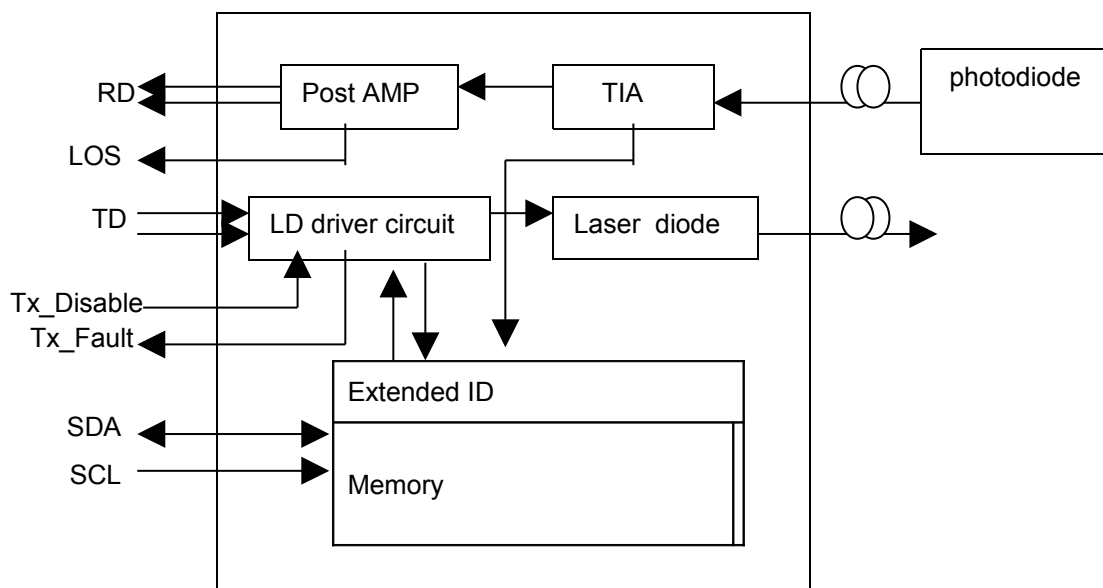 photodiode
RD
Post AMP
TIA
LOS
TD
LD driver circuit
Laser diode
Tx_Disable
Tx_Fault
Extended ID
SDA
SCL
Memory